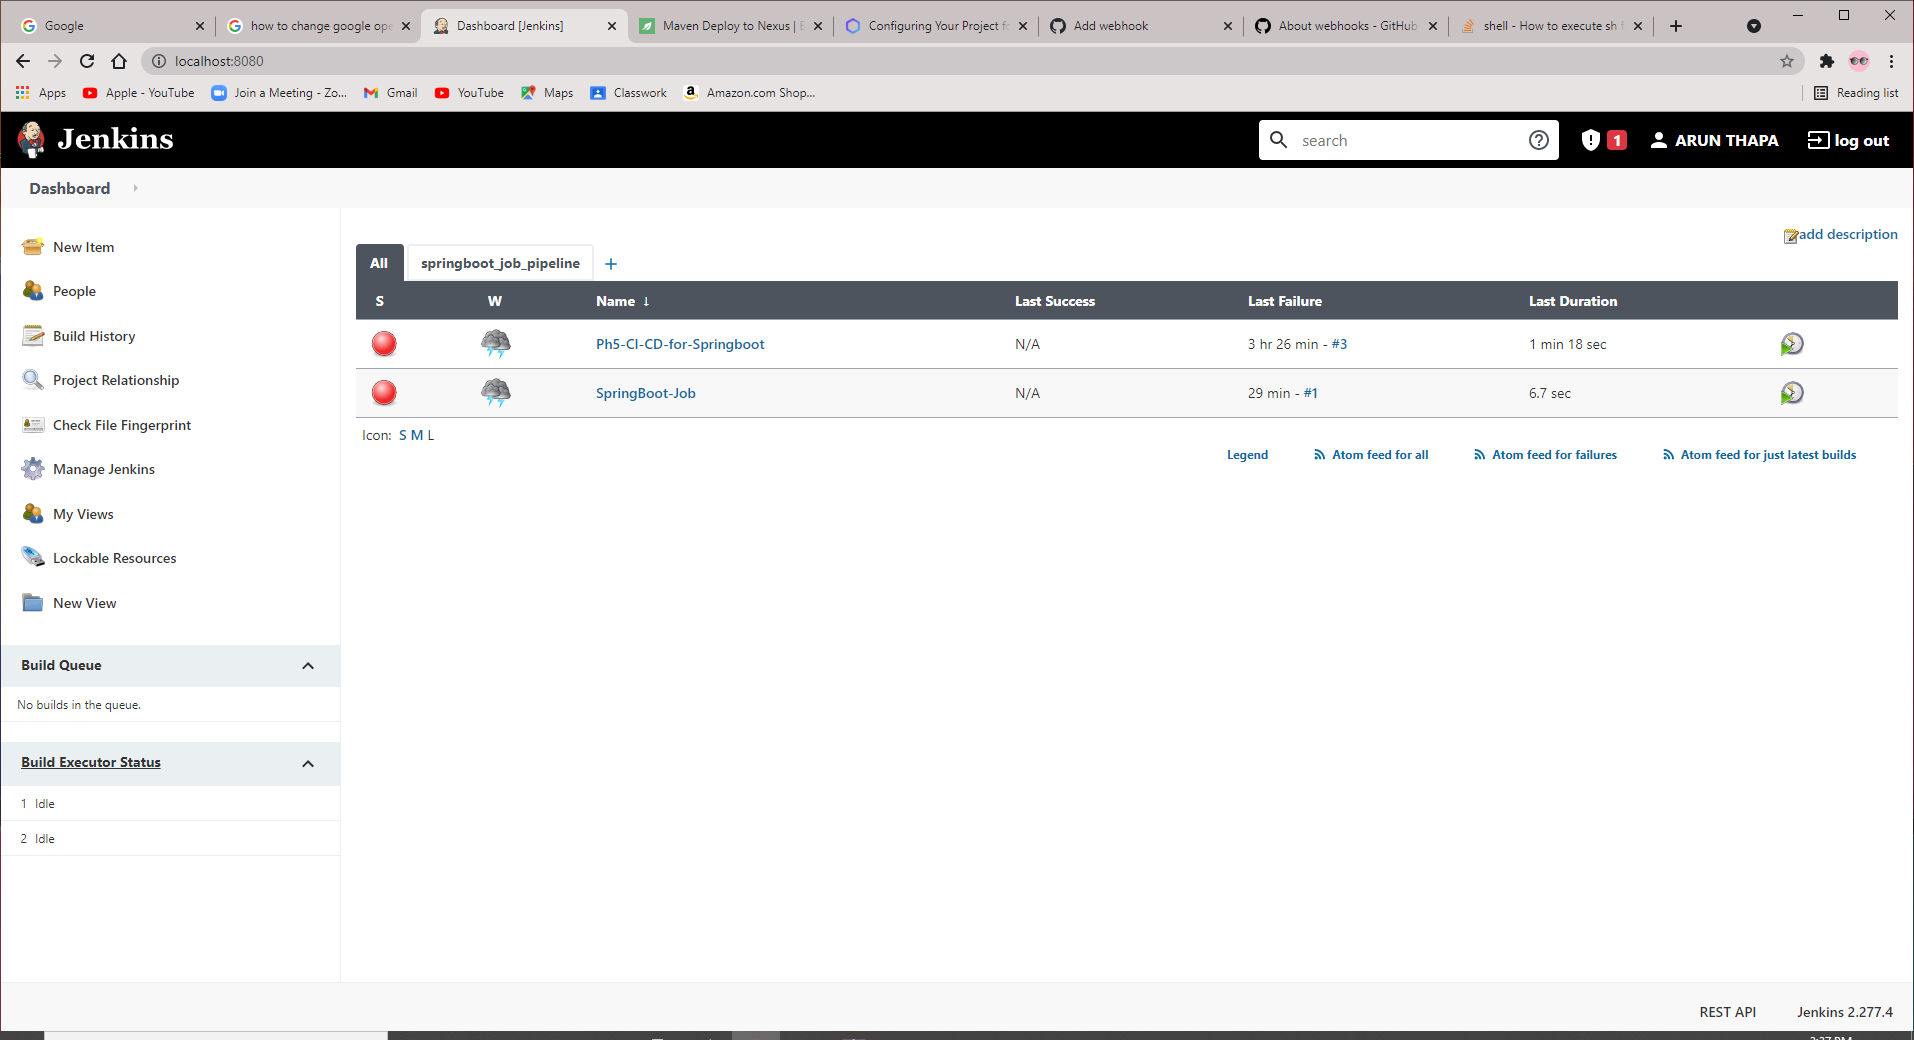 Google
how to change google ope
Dashboard [Jenkins]
Maven Deploy to Nexus | B
Configuring Your Project fo
Add webhook
About webhooks - GitHub
shell - How to execute sh f
localhost:8080
Apps
Apple - YouTube
Join a Meeting - Zo...
Gmail
YouTube
Maps
Classwork
Amazon.com Shop...
Reading list
Jenkins
search
1
ARUN THAPA
log out
Dashboard
New Item
People
Build History
Project Relationship
Check File Fingerprint
Manage Jenkins
My Views
Lockable Resources
New View
Build Queue
No builds in the queue.
Build Executor Status
1 Idle
2 Idle
add description
All springboot_job_pipeline +
S W Name ↓ Last Success Last Failure Last Duration
Ph5-CI-CD-for-Springboot N/A 3 hr 26 min - #3 1 min 18 sec
SpringBoot-Job N/A 29 min - #1 6.7 sec
Icon: S M L
Legend Atom feed for all Atom feed for failures Atom feed for just latest builds
REST API Jenkins 2.277.4